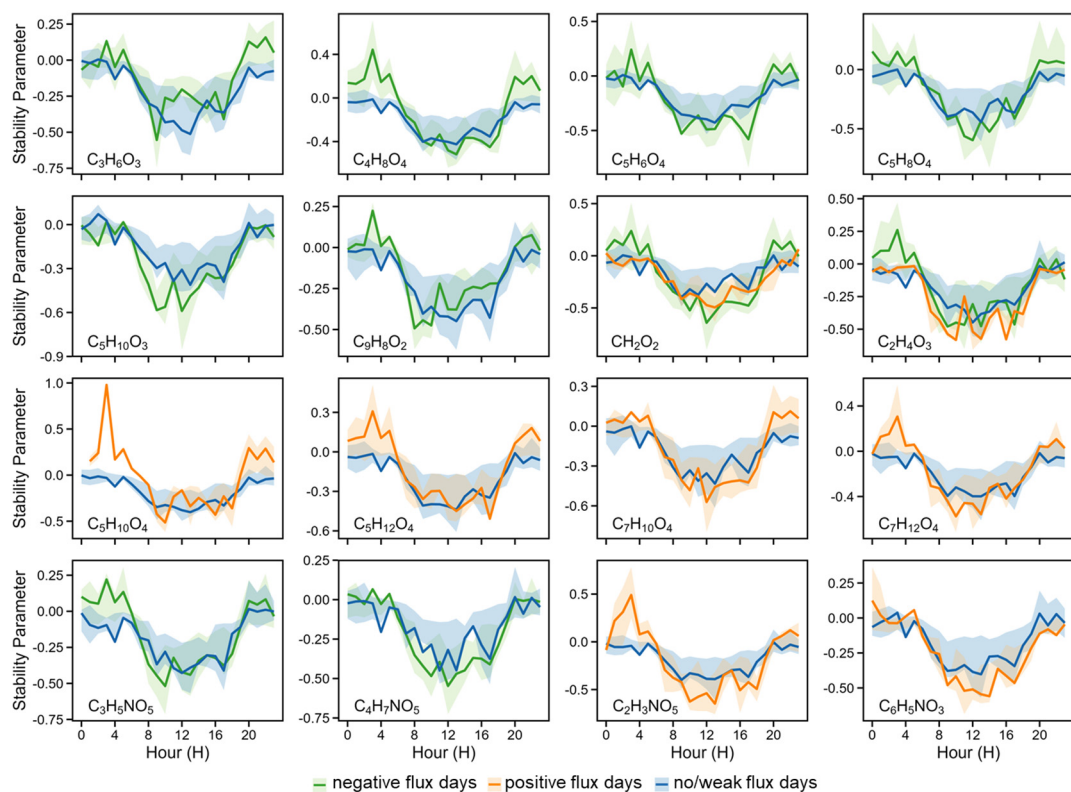 Stability Parameter
0.25
0.00
-0.25
-0.50
-0.75
C₃H₆O₃
0.4
0.0
-0.4
C₄H₈O₄
0.5
0.0
-0.5
C₅H₆O₄
0.5
0.0
-0.5
C₅H₈O₄
Stability Parameter
0.0
-0.3
-0.6
-0.9
C₅H₁₀O₃
0.25
0.00
-0.25
-0.50
C₉H₈O₂
0.5
0.0
-0.5
CH₂O₂
0.50
0.25
0.00
-0.25
-0.50
C₂H₄O₃
Stability Parameter
1.0
0.5
0.0
-0.5
C₅H₁₀O₄
0.3
0.0
-0.3
-0.6
C₅H₁₂O₄
0.3
0.0
-0.3
-0.6
C₇H₁₀O₄
0.4
0.0
-0.4
C₇H₁₂O₄
Stability Parameter
0.25
0.00
-0.25
-0.50
-0.75
C₃H₅NO₅
0 4 8 12 16 20
Hour (H)
0.25
0.00
-0.25
-0.50
-0.75
C₄H₇NO₅
0 4 8 12 16 20
Hour (H)
0.5
0.0
-0.5
C₂H₃NO₅
0 4 8 12 16 20
Hour (H)
0.25
0.00
-0.25
-0.50
C₆H₅NO₃
0 4 8 12 16 20
Hour (H)
negative flux days positive flux days no/weak flux days